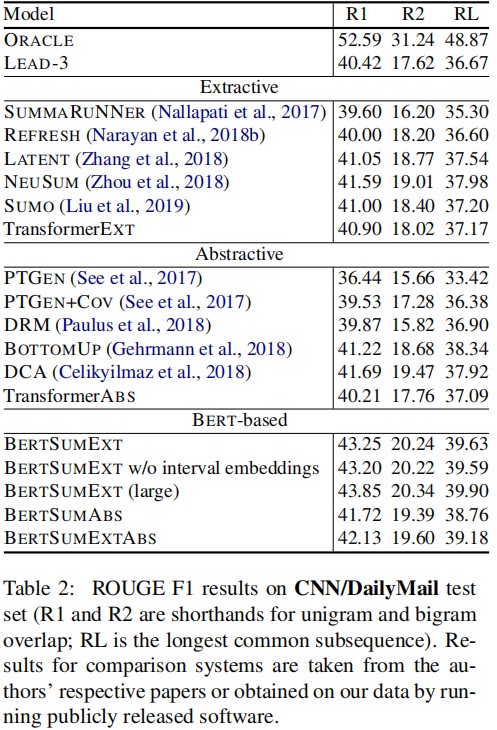 Model R1 R2 RL
ORACLE 52.59 31.24 48.87
LEAD-3 40.42 17.62 36.67
Extractive
SUMMARUNNER (Nallapati et al., 2017) 39.60 16.20 35.30
REFRESH (Narayan et al., 2018b) 40.00 18.20 36.60
LATENT (Zhang et al., 2018) 41.05 18.77 37.54
NEUSUM (Zhou et al., 2018) 41.59 19.01 37.98
SUMO (Liu et al., 2019) 41.00 18.40 37.20
TransformerEXT 40.90 18.02 37.17
Abstractive
PTGEN (See et al., 2017) 36.44 15.66 33.42
PTGEN+COV (See et al., 2017) 39.53 17.28 36.38
DRM (Paulus et al., 2018) 39.87 15.82 36.90
BOTTOMUP (Gehrmann et al., 2018) 41.22 18.68 38.34
DCA (Celikyilmaz et al., 2018) 41.69 19.47 37.92
TransformerABS 40.21 17.76 37.09
BERT-based
BERTSUMEXT 43.25 20.24 39.63
BERTSUMEXT w/o interval embeddings 43.20 20.22 39.59
BERTSUMEXT (large) 43.85 20.34 39.90
BERTSUMABS 41.72 19.39 38.76
BERTSUMEXTABS 42.13 19.60 39.18
Table 2: ROUGE F1 results on CNN/DailyMail test
set (R1 and R2 are shorthands for unigram and bigram
overlap; RL is the longest common subsequence). Re-
sults for comparison systems are taken from the au-
thors' respective papers or obtained on our data by run-
ning publicly released software.